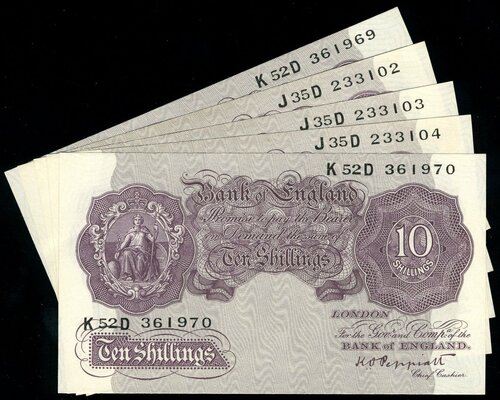 K52D 361969
J35D 233102
J35D 233103
J35D 233104
K52D 361970
Bank of England
Promise to pay the Bearer
on Demand the sum of
Ten Shillings
10
SHILLINGS
LONDON
For the Govr. and Compa. of the
BANK OF ENGLAND.
K52D 361970
Ten Shillings
K O Peppiatt
Chief Cashier.